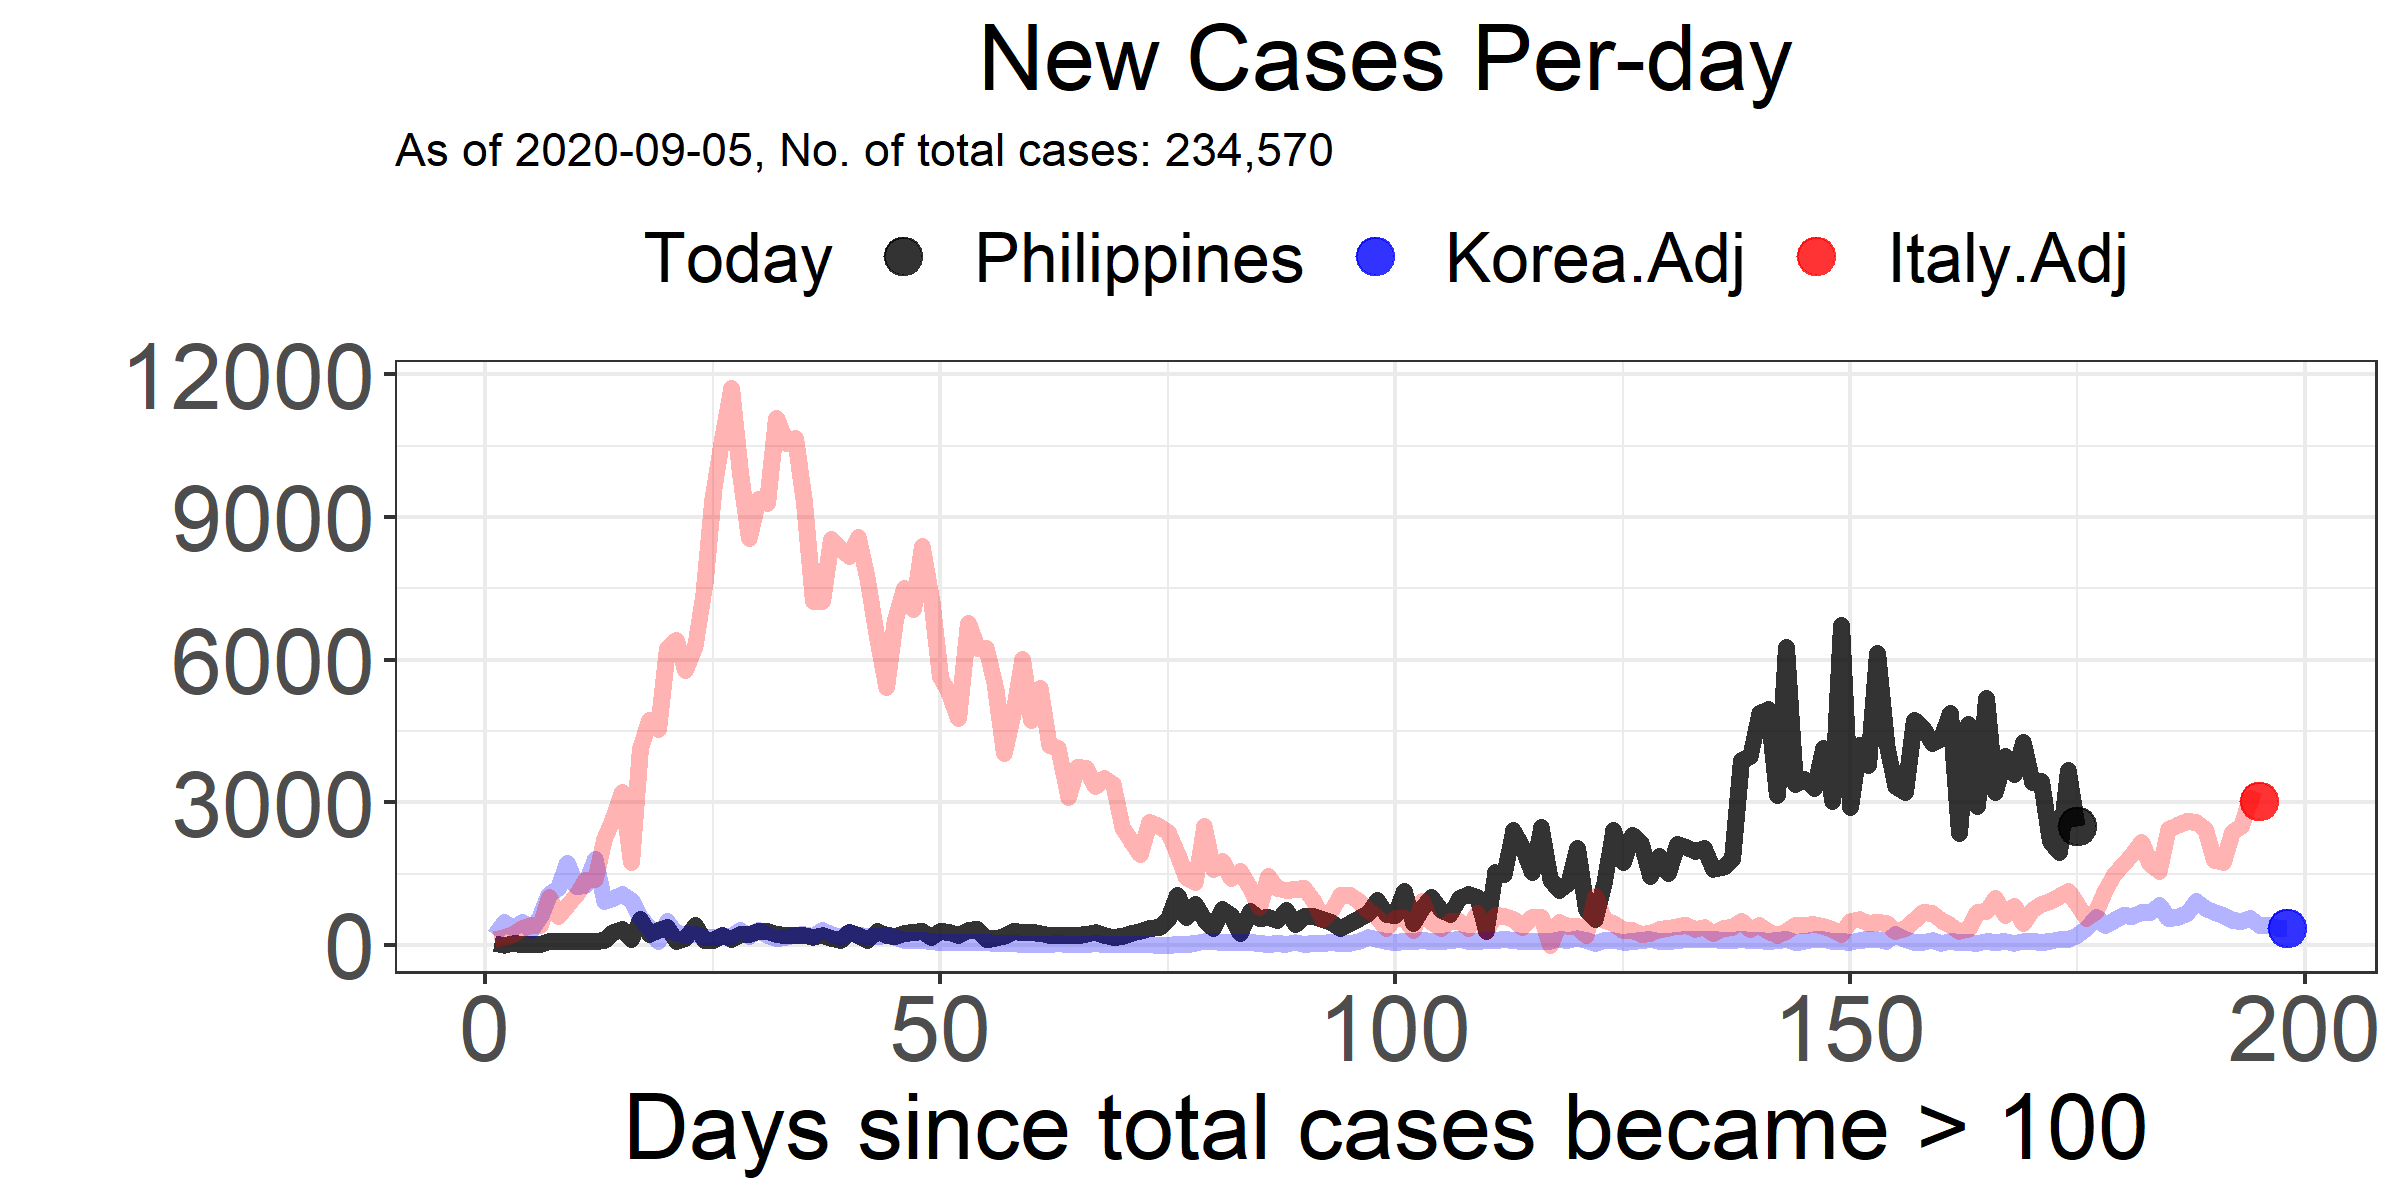 New Cases Per-day
As of 2020-09-05, No. of total cases: 234,570
Today Philippines Korea.Adj Italy.Adj
12000
9000
6000
3000
0
0 50 100 150 200
Days since total cases became > 100